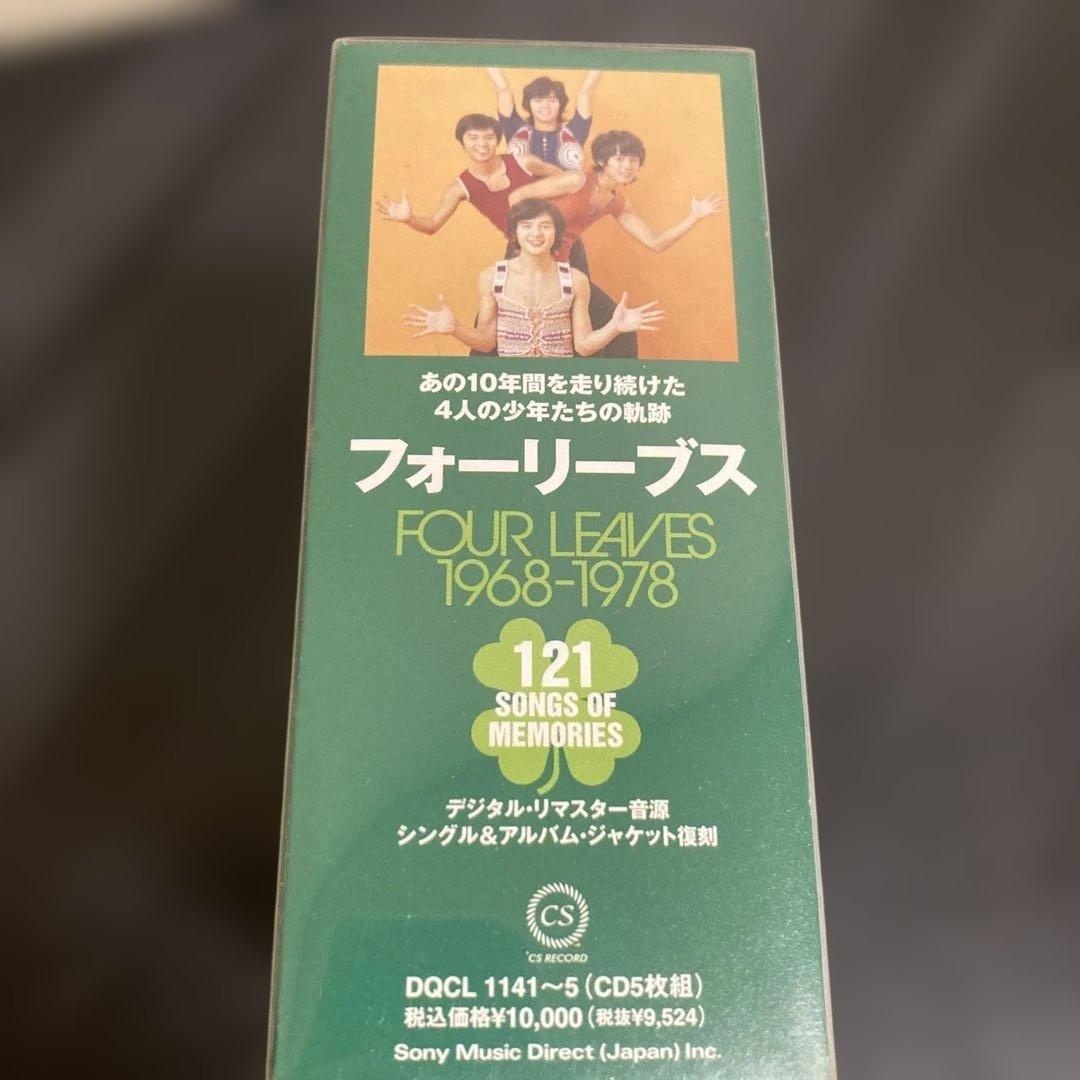 あの10年間を走り続けた
4人の少年たちの軌跡
フォーリーブス
FOUR LEAVES
1968-1978
121
SONGS OF
MEMORIES
デジタル・リマスター音源
シングル&アルバム・ジャケット復刻
CS
CS RECORD
DQCL 1141〜5(CD5枚組)
税込価格¥10,000(税抜¥9,524)
Sony Music Direct (Japan) Inc.